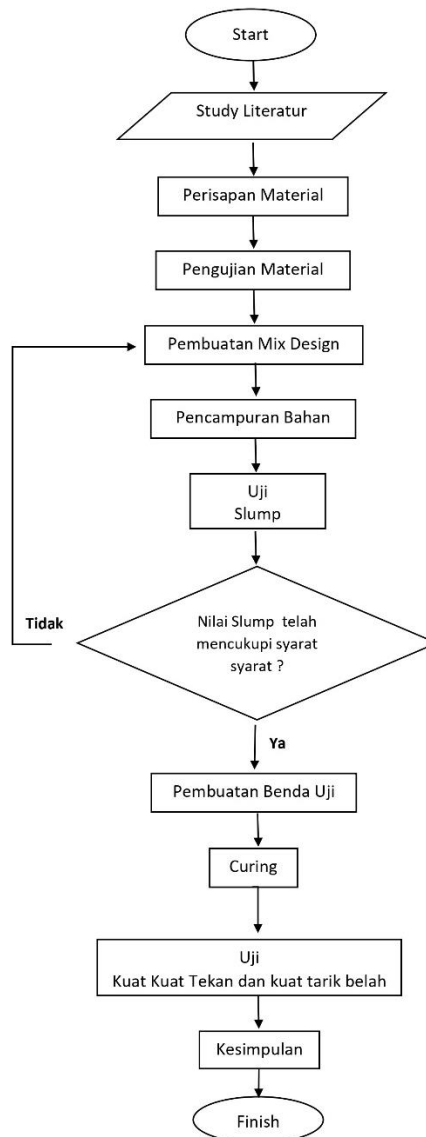 Start
Study Literatur
Perisapan Material
Pengujian Material
Pembuatan Mix Design
Pencampuran Bahan
Uji
Slump
Tidak
Nilai Slump telah
mencukupi syarat
syarat ?
Ya
Pembuatan Benda Uji
Curing
Uji
Kuat Kuat Tekan dan kuat tarik belah
Kesimpulan
Finish